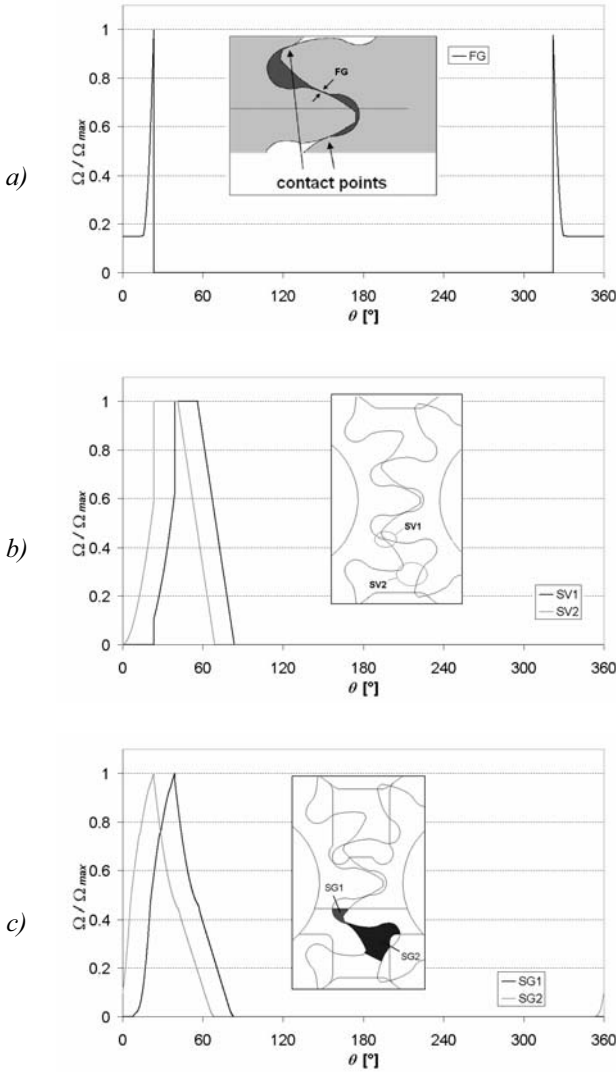 a)
Ω / Ωmax
1
0.8
0.6
0.4
0.2
0
0 60 120 180 240 300 360
θ [º]
FG
contact points
FG
b)
Ω / Ωmax
1
0.8
0.6
0.4
0.2
0
0 60 120 180 240 300 360
θ [º]
SV1
SV2
SV1
SV2
c)
Ω / Ωmax
1
0.8
0.6
0.4
0.2
0
0 60 120 180 240 300 360
θ [º]
SG1
SG2
SG1
SG2